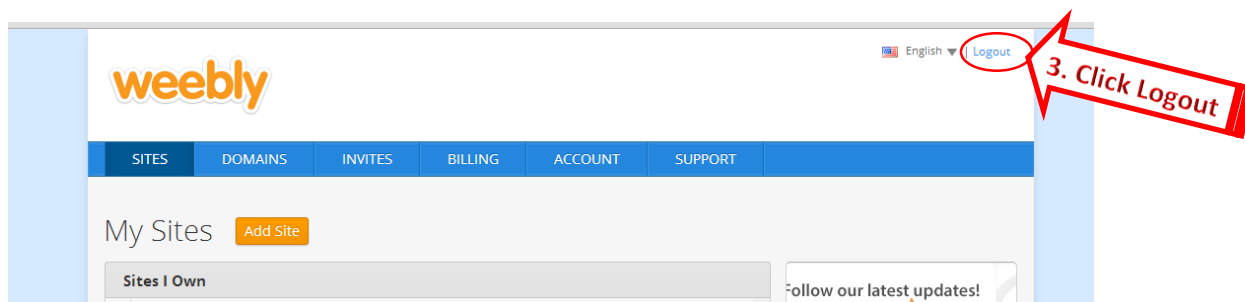 English ▼ | Logout
3. Click Logout
weebly
SITES DOMAINS INVITES BILLING ACCOUNT SUPPORT
My Sites Add Site
Sites I Own
Follow our latest updates!